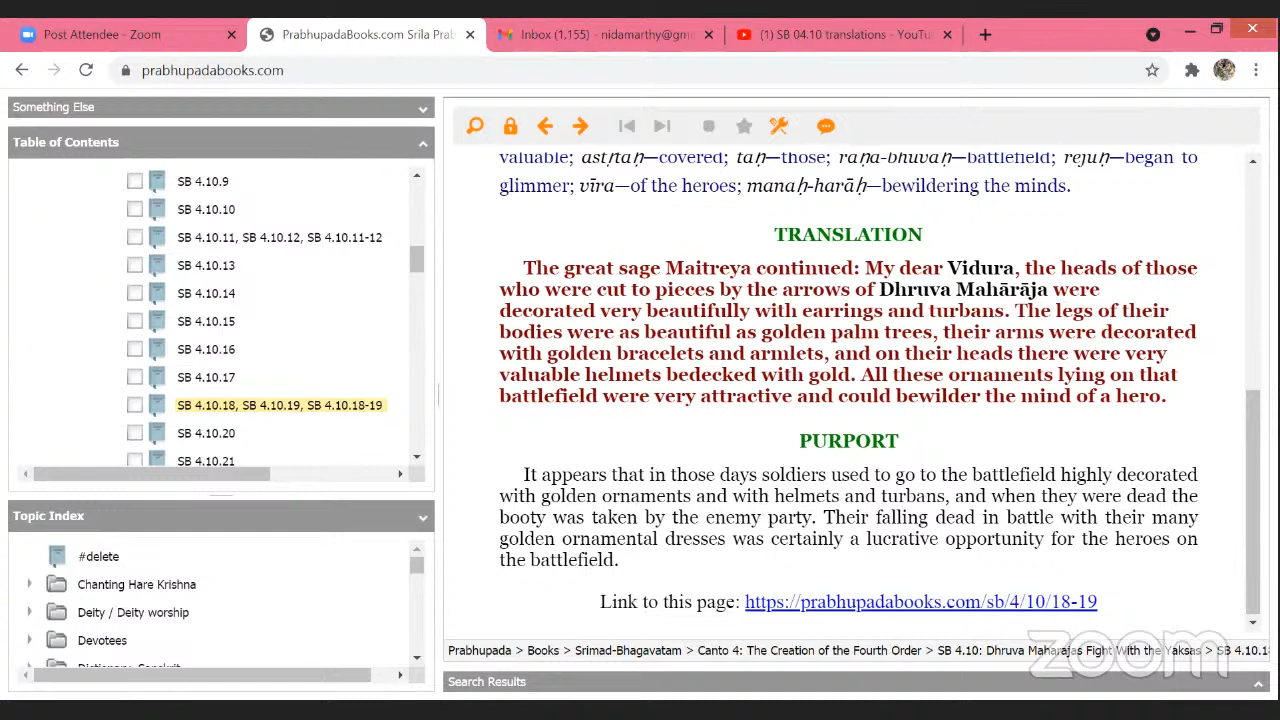 Post Attendee - Zoom
PrabhupadaBooks.com Srila Prab
Inbox (1,155) - nidamarthy@gm
(1) SB 04.10 translations - YouTu
prabhupadabooks.com
Something Else
Table of Contents
SB 4.10.9
SB 4.10.10
SB 4.10.11, SB 4.10.12, SB 4.10.11-12
SB 4.10.13
SB 4.10.14
SB 4.10.15
SB 4.10.16
SB 4.10.17
SB 4.10.18, SB 4.10.19, SB 4.10.18-19
SB 4.10.20
SB 4.10.21
Topic Index
#delete
Chanting Hare Krishna
Deity / Deity worship
Devotees
Dictionary, Sanskrit
valuable; āstṛtāḥ—covered; tāḥ—those; raṇa-bhuvaḥ—battlefield; rejuḥ—began to
glimmer; vīra—of the heroes; manaḥ-harāḥ—bewildering the minds.
TRANSLATION
The great sage Maitreya continued: My dear Vidura, the heads of those
who were cut to pieces by the arrows of Dhruva Mahārāja were
decorated very beautifully with earrings and turbans. The legs of their
bodies were as beautiful as golden palm trees, their arms were decorated
with golden bracelets and armlets, and on their heads there were very
valuable helmets bedecked with gold. All these ornaments lying on that
battlefield were very attractive and could bewilder the mind of a hero.
PURPORT
It appears that in those days soldiers used to go to the battlefield highly decorated
with golden ornaments and with helmets and turbans, and when they were dead the
booty was taken by the enemy party. Their falling dead in battle with their many
golden ornamental dresses was certainly a lucrative opportunity for the heroes on
the battlefield.
Link to this page: https://prabhupadabooks.com/sb/4/10/18-19
Prabhupada > Books > Srimad-Bhagavatam > Canto 4: The Creation of the Fourth Order > SB 4.10: Dhruva Maharajas Fight With the Yaksas > SB 4.10.18
Search Results
zoom